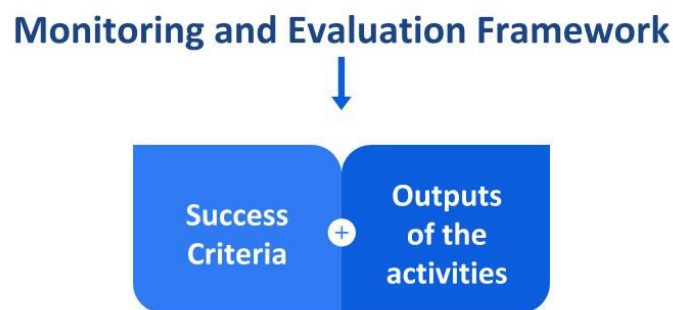 Monitoring and Evaluation Framework
Success
Criteria
+
Outputs
of the
activities